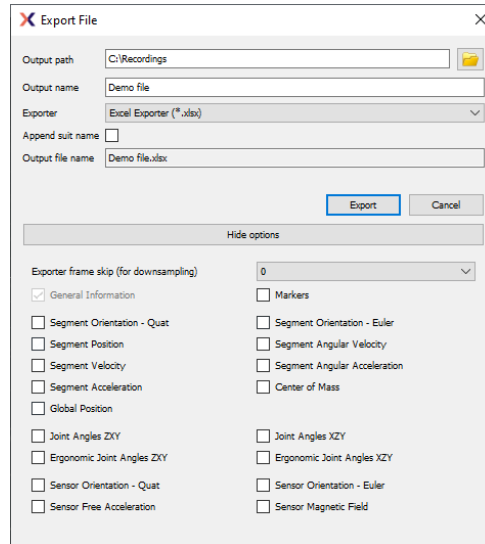 Export File
Output path C:\Recordings
Output name Demo file
Exporter Excel Exporter (*.xlsx)
Append suit name
Output file name Demo file.xlsx
Export Cancel
Hide options
Exporter frame skip (for downsampling) 0
General Information Markers
Segment Orientation - Quat Segment Orientation - Euler
Segment Position Segment Angular Velocity
Segment Velocity Segment Angular Acceleration
Segment Acceleration Center of Mass
Global Position
Joint Angles ZXY Joint Angles XZY
Ergonomic Joint Angles ZXY Ergonomic Joint Angles XZY
Sensor Orientation - Quat Sensor Orientation - Euler
Sensor Free Acceleration Sensor Magnetic Field